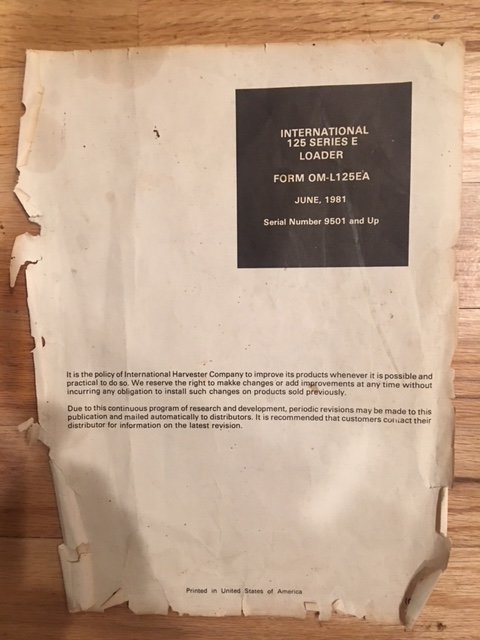 INTERNATIONAL
125 SERIES E
LOADER
FORM OM-L125EA
JUNE, 1981
Serial Number 9501 and Up
It is the policy of International Harvester Company to improve its products whenever it is possible and
practical to do so. We reserve the right to makke changes or add improvements at any time without
incurring any obligation to install such changes on products sold previously.
Due to this continuous program of research and development, periodic revisions may be made to this
publication and mailed automatically to distributors. It is recommended that customers contact their
distributor for information on the latest revision.
Printed in United States of America